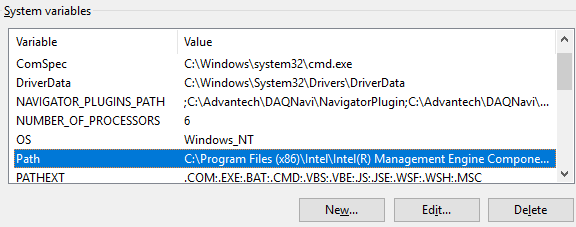 System variables
Variable Value
ComSpec C:\Windows\system32\cmd.exe
DriverData C:\Windows\System32\Drivers\DriverData
NAVIGATOR_PLUGINS_PATH ;C:\Advantech\DAQNavi\NavigatorPlugin;C:\Advantech\DAQNavi\...
NUMBER_OF_PROCESSORS 6
OS Windows_NT
Path C:\Program Files (x86)\Intel\Intel(R) Management Engine Compone...
PATHEXT .COM;.EXE;.BAT;.CMD;.VBS;.VBE;.JS;.JSE;.WSF;.WSH;.MSC
New... Edit... Delete